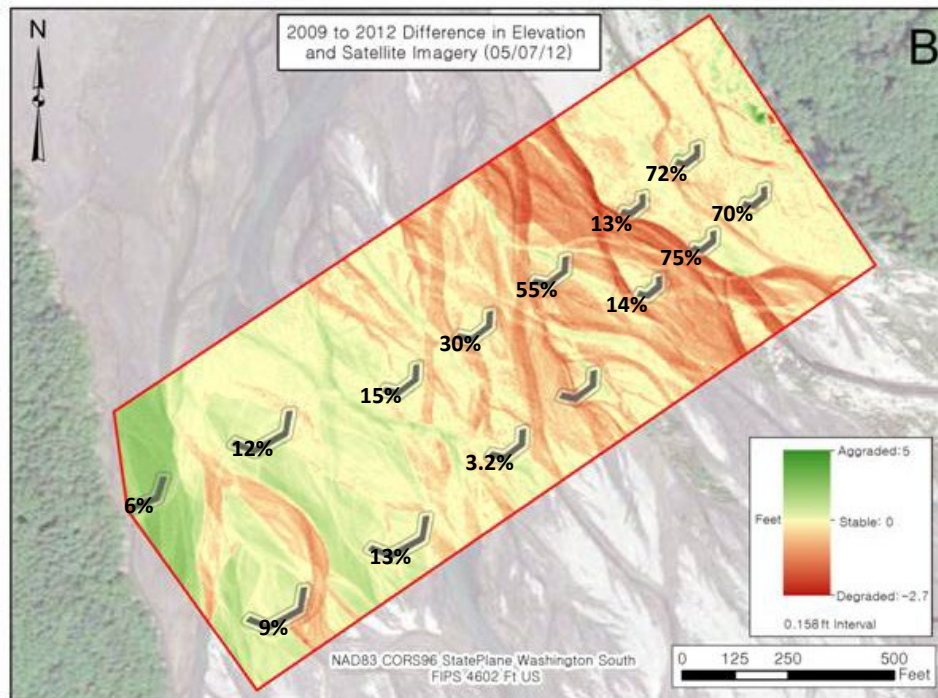 2009 to 2012 Difference in Elevation
and Satellite Imagery (05/07/12)
B
N
72%
13%
70%
75%
55%
14%
30%
15%
12%
3.2%
6%
13%
9%
Aggraded:5
Feet
Stable: 0
Degraded:-2.7
0.158 ft Interval
NAD83 CORS96 StatePlane Washington South
FIPS 4602 Ft US
0 125 250 500
Feet